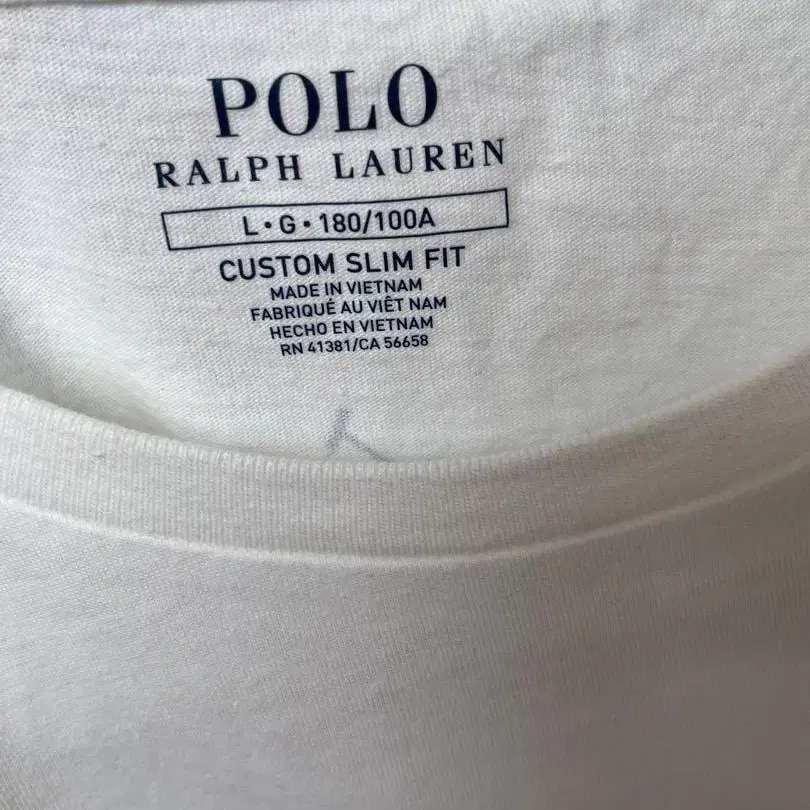 POLO
RALPH LAUREN
L•G•180/100A
CUSTOM SLIM FIT
MADE IN VIETNAM
FABRIQUÉ AU VIÊT NAM
HECHO EN VIETNAM
RN 41381/CA 56658